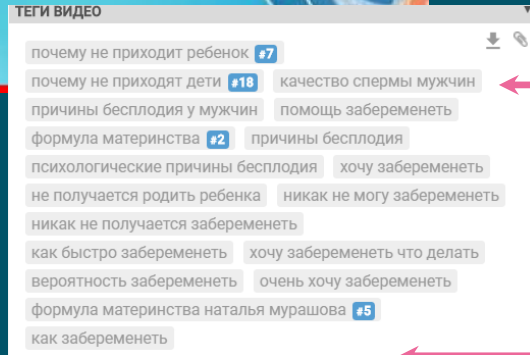 ТЕГИ ВИДЕО
почему не приходит ребенок #7
почему не приходят дети #18 качество спермы мужчин
причины бесплодия у мужчин помощь забеременеть
формула материнства #2 причины бесплодия
психологические причины бесплодия хочу забеременеть
не получается родить ребенка никак не могу забеременеть
никак не получается забеременеть
как быстро забеременеть хочу забеременеть что делать
вероятность забеременеть очень хочу забеременеть
формула материнства наталья мурашова #5
как забеременеть